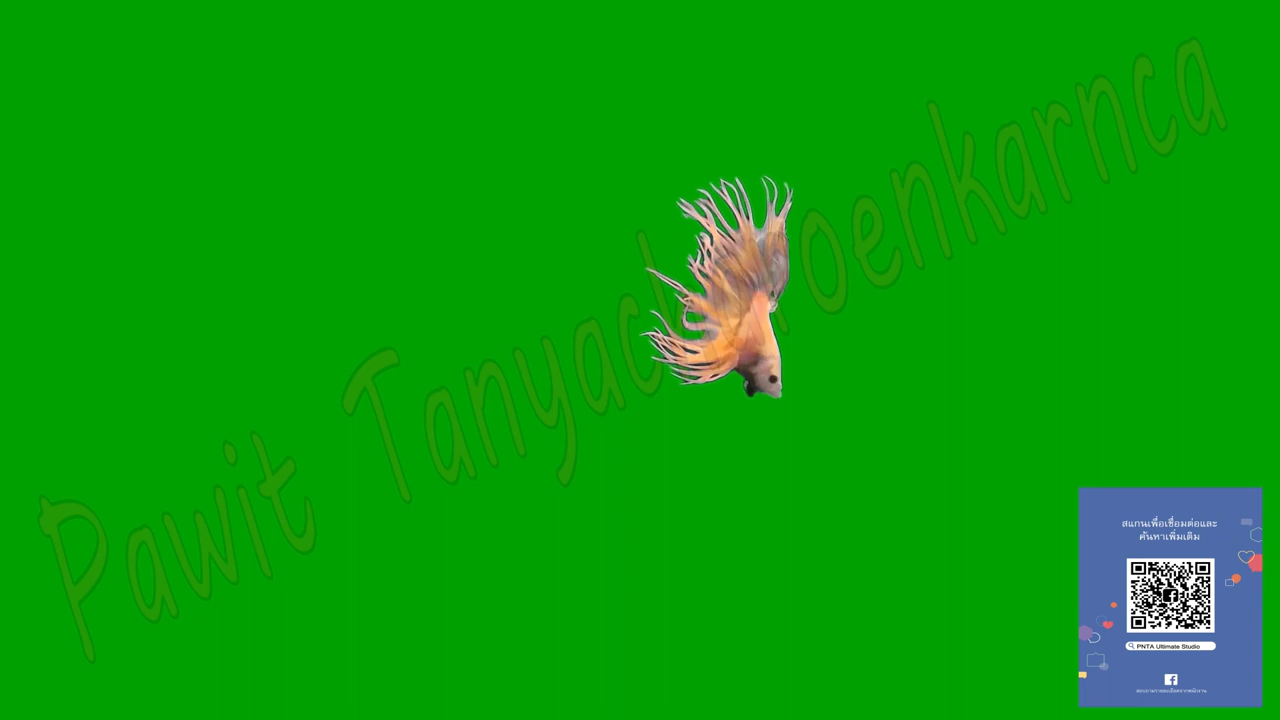 Pawit Tanyacharoenkarnca
สแกนเพื่อเชื่อมต่อและ
ค้นหาเพิ่มเติม
PNTA Ultimate Studio